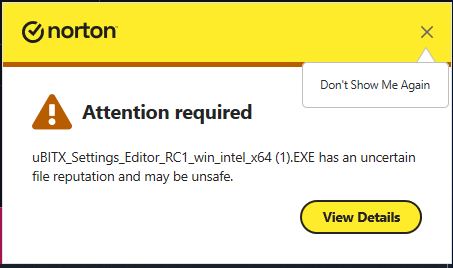 norton
Don't Show Me Again
Attention required
uBITX_Settings_Editor_RC1_win_intel_x64 (1).EXE has an uncertain
file reputation and may be unsafe.
View Details